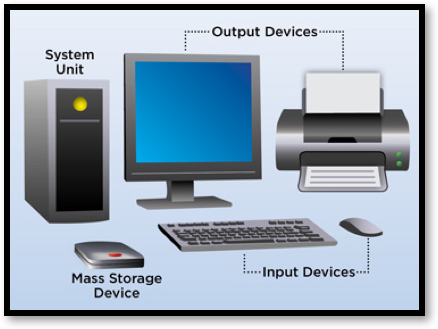 Output Devices
System
Unit
Input Devices
Mass Storage
Device